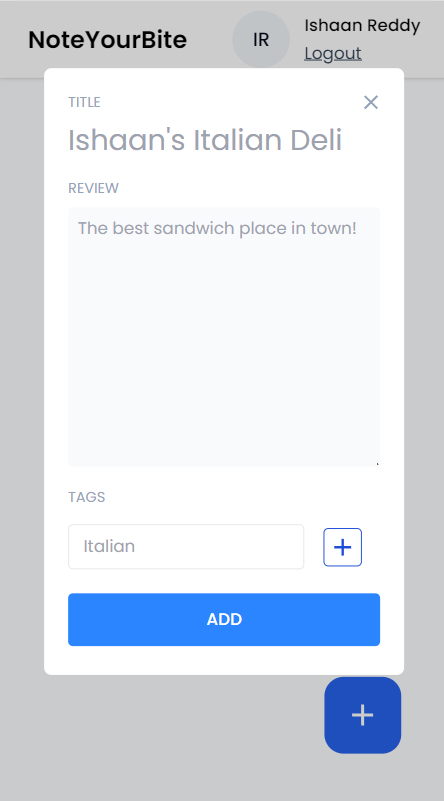 NoteYourBite
IR
Ishaan Reddy
Logout
TITLE
Ishaan's Italian Deli
REVIEW
The best sandwich place in town!
TAGS
Italian
ADD